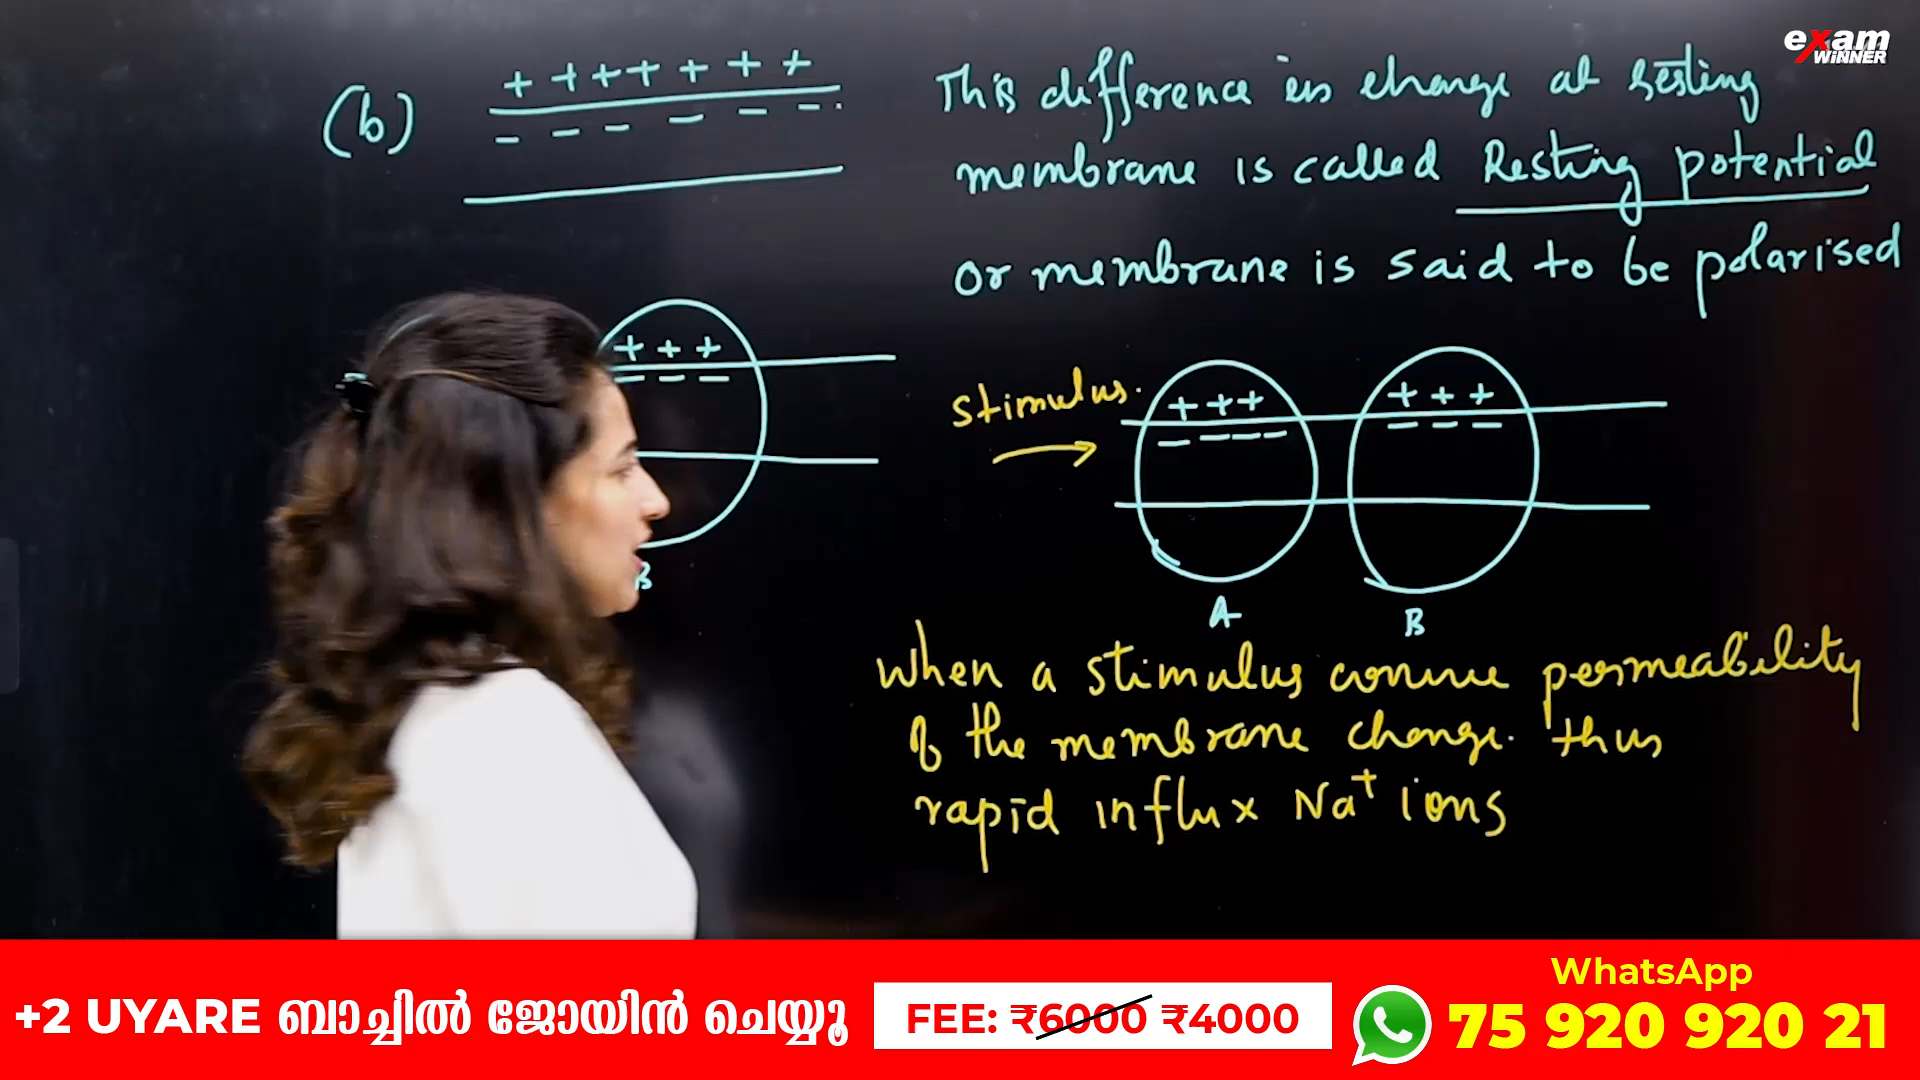 exam
WINNER
(b)
+ + + + + + +
- - - - - - -
This difference in change at resting
membrane is called Resting potential
or membrane is said to be polarised
+ + +
- - -
B
stimulus.
+ + +
- - - -
+ + +
- - -
A
B
When a stimulus comme permeability
of the membrane change. thus
rapid influx Na+ ions
+2 UYARE ബാച്ചിൽ ജോയിൻ ചെയ്യൂ
FEE: ₹6000 ₹4000
WhatsApp
75 920 920 21